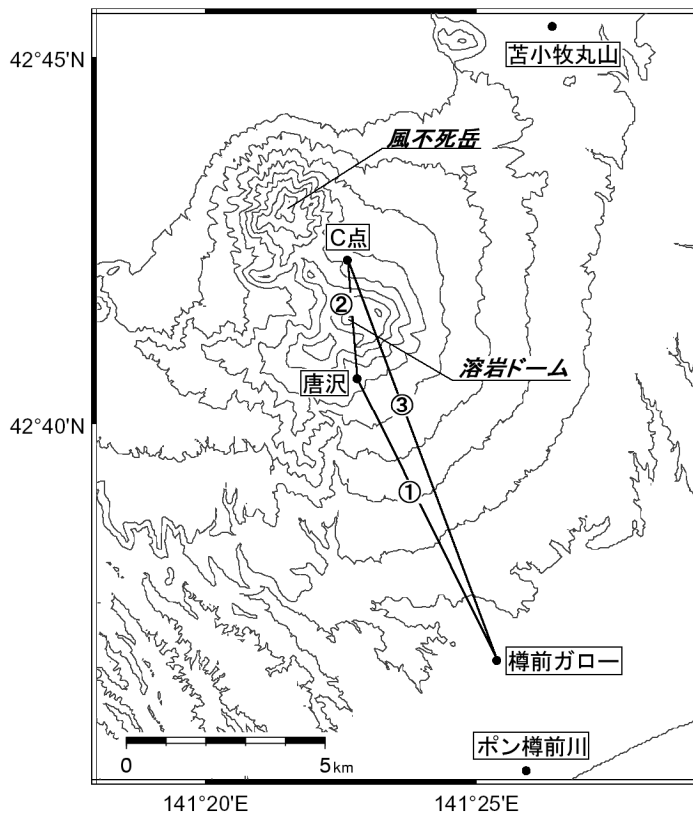 42°45'N
苫小牧丸山
風不死岳
C点
②
溶岩ドーム
唐沢
③
42°40'N
①
樽前ガロー
ポン樽前川
0 5km
141°20'E 141°25'E